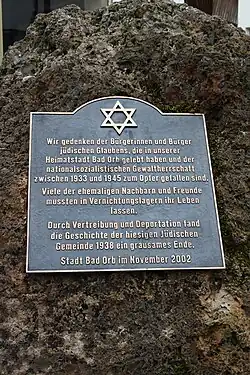 Wir gedenken der Bürgerinnen und Bürger
jüdischen Glaubens, die in unserer
Heimatstadt Bad Orb gelebt haben und der
nationalsozialistischen Gewaltherrschaft
zwischen 1933 und 1945 zum Opfer gefallen sind.
Viele der ehemaligen Nachbarn und Freunde
mussten in Vernichtungslagern ihr Leben
lassen.
Durch Vertreibung und Deportation fand
die Geschichte der hiesigen Jüdischen
Gemeinde 1938 ein grausames Ende.
Stadt Bad Orb im November 2002